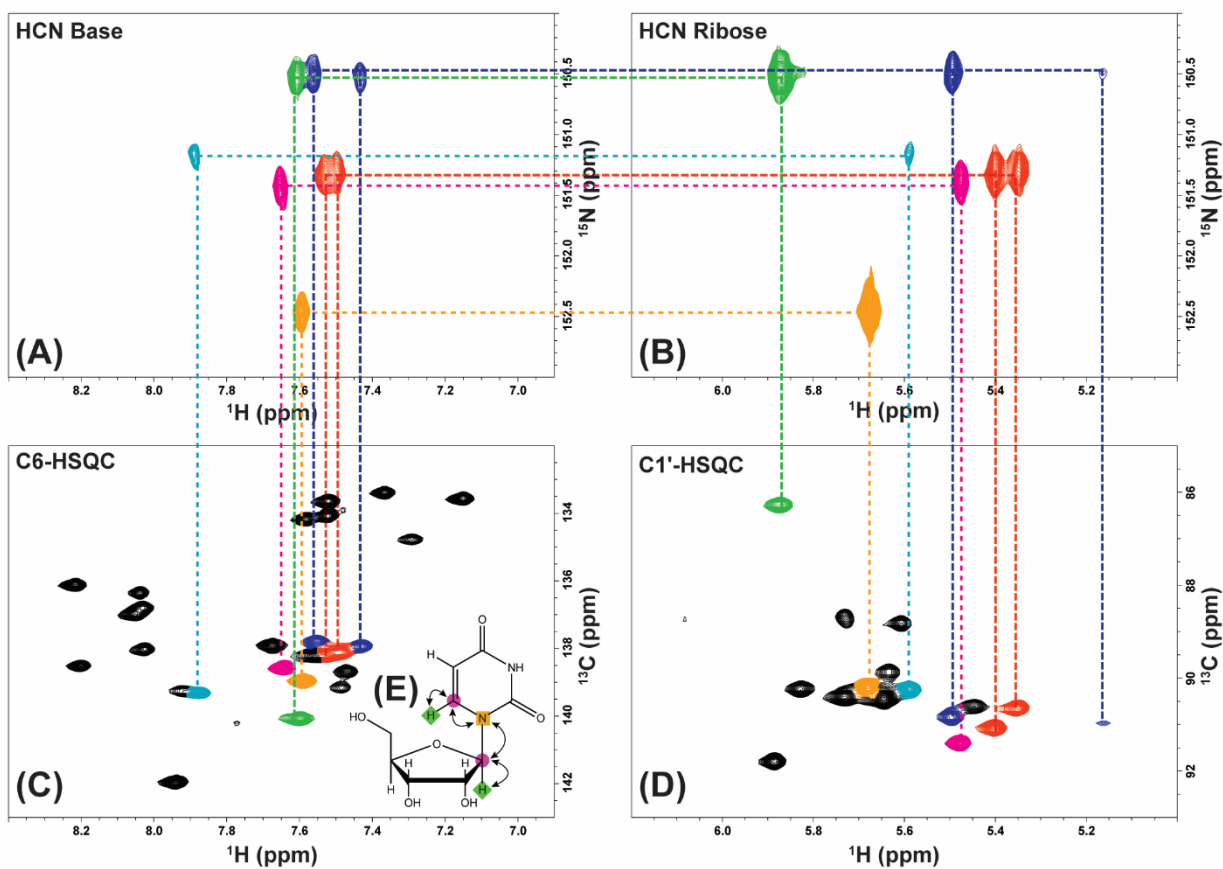 HCN Base
HCN Ribose
150.5
151.0
151.5
152.0
152.5
¹⁵N (ppm)
150.5
151.0
151.5
152.0
152.5
¹⁵N (ppm)
(A)
(B)
8.2 8.0 7.8 7.6 7.4 7.2 7.0
¹H (ppm)
6.0 5.8 5.6 5.4 5.2
¹H (ppm)
C6-HSQC
C1'-HSQC
134
136
138
140
142
¹³C (ppm)
86
88
90
92
¹³C (ppm)
(E)
O
H
NH
H
N
O
HO
O
H
H
H
H
OH
OH
(C)
(D)
8.2 8.0 7.8 7.6 7.4 7.2 7.0
¹H (ppm)
6.0 5.8 5.6 5.4 5.2
¹H (ppm)